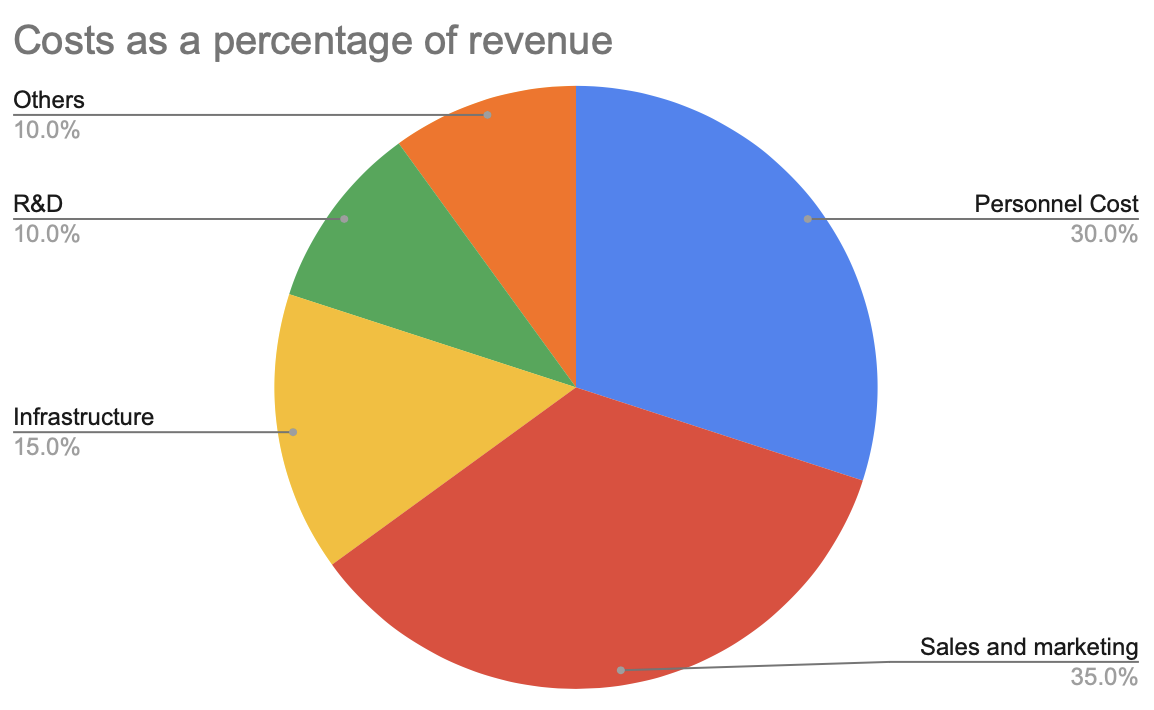 Costs as a percentage of revenue
Others
10.0%
R&D
10.0%
Personnel Cost
30.0%
Infrastructure
15.0%
Sales and marketing
35.0%